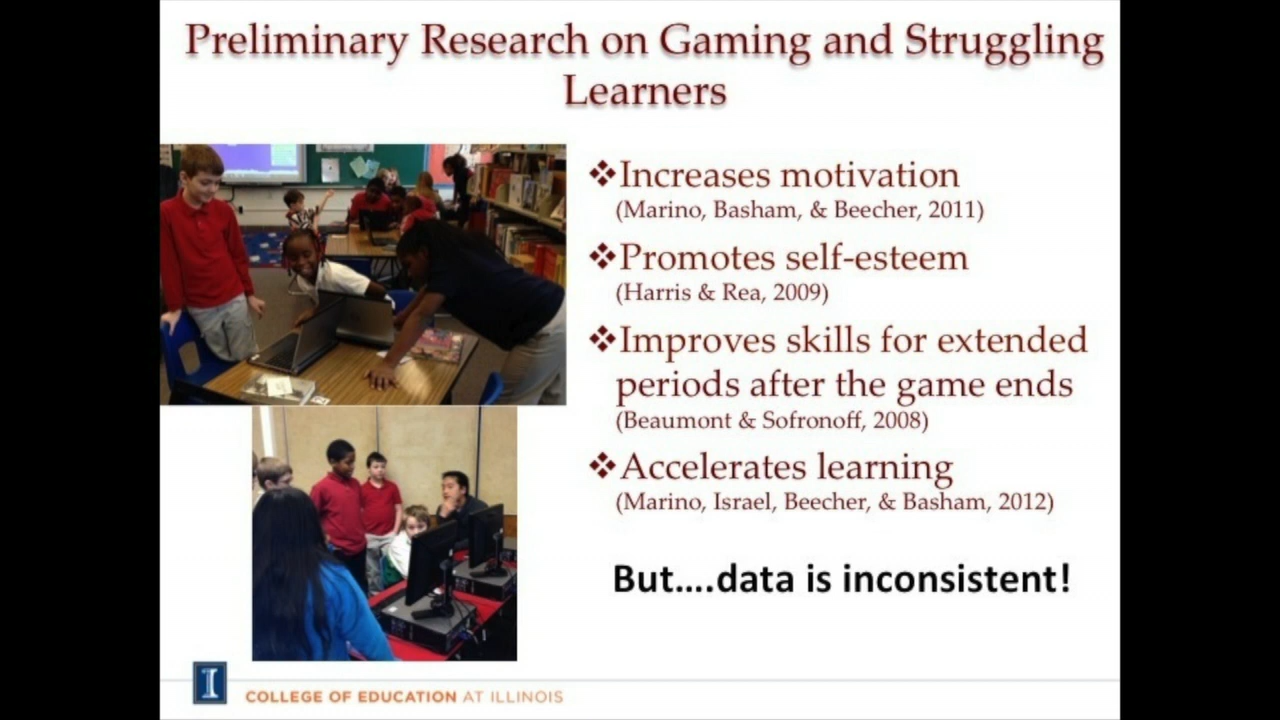 Preliminary Research on Gaming and Struggling
Learners
❖Increases motivation
(Marino, Basham, & Beecher, 2011)
❖Promotes self-esteem
(Harris & Rea, 2009)
❖Improves skills for extended
periods after the game ends
(Beaumont & Sofronoff, 2008)
❖Accelerates learning
(Marino, Israel, Beecher, & Basham, 2012)
But....data is inconsistent!
I
COLLEGE OF EDUCATION AT ILLINOIS